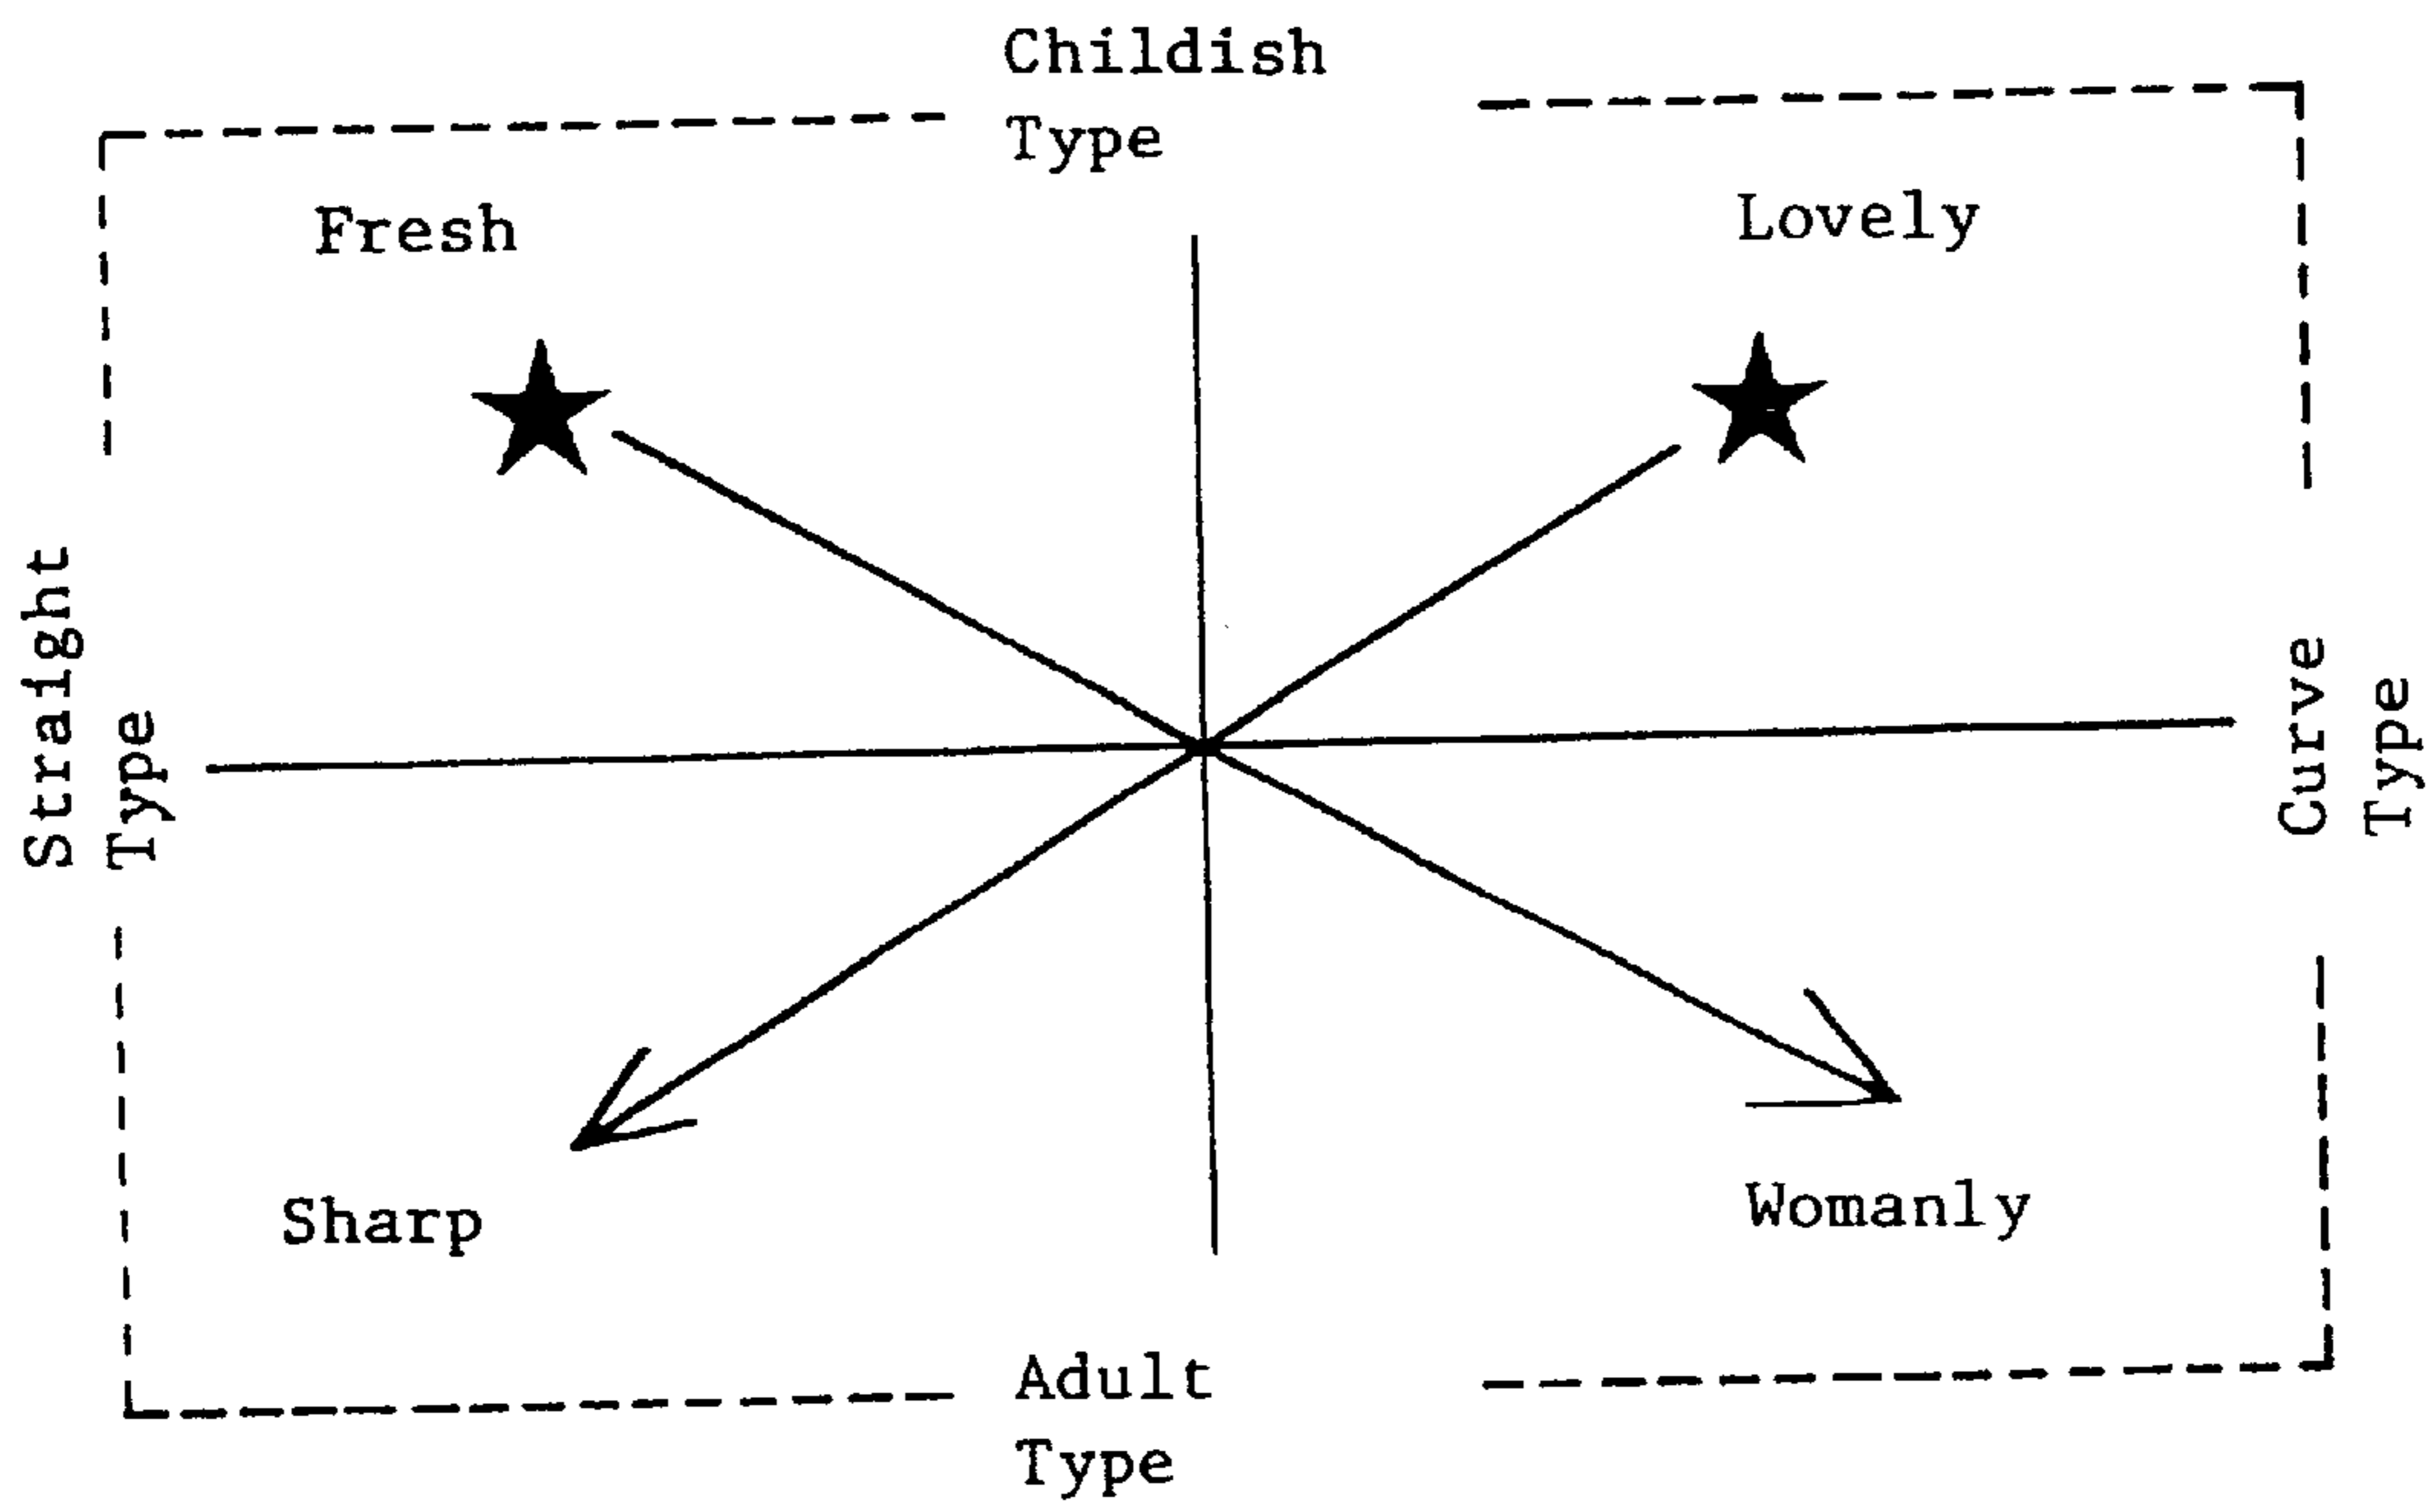 Childish
Type
Fresh
Lovely
Straight
Type
Curve
Type
Sharp
Womanly
Adult
Type